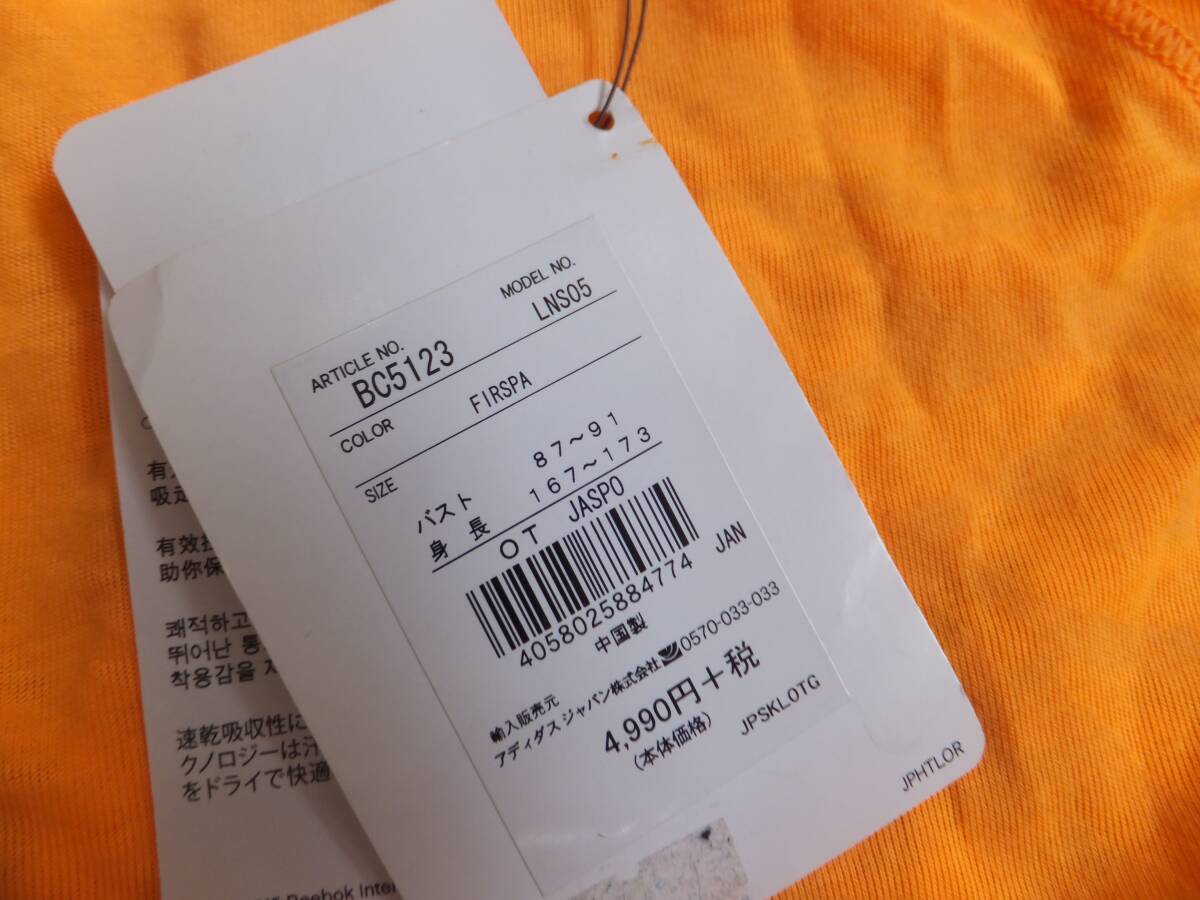 ARTICLE NO. MODEL NO.
BC5123 LNS05
COLOR FIRSPA
SIZE
バスト 87~91
身長 167~173
OT JASPO
4058025884774 JAN
中国製
輸入販売元
アディダスジャパン株式会社 0570-033-033
4,990円+税
(本体価格) JPSKLOTG
JPHTLOR
有
吸走
有效
助你保
쾌적하고
뛰어난 통
착용감을
速乾吸収性に
クノロジーは汗
をドライで快適
Reebok Inter